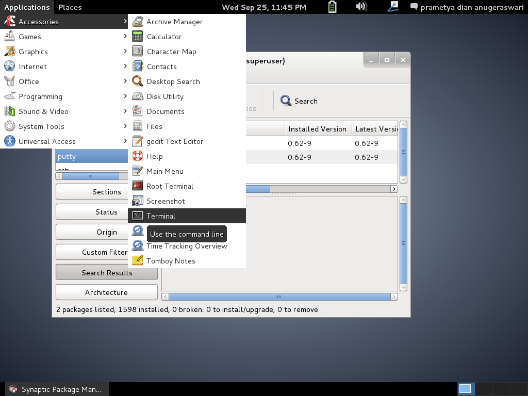 Applications Places Wed Sep 25, 11:45 PM prametya dian anugeraswari
Accessories
Games
Graphics
Internet
Office
Programming
Sound & Video
System Tools
Universal Access
Archive Manager
Calculator
Character Map
Contacts
Desktop Search
Disk Utility
Documents
Files
gedit Text Editor
Help
Main Menu
Root Terminal
Screenshot
Terminal
Use the command line
Time Tracking Overview
Tomboy Notes
superuser)
Search
Installed Version Latest Versi
0.62-9 0.62-9
0.62-9 0.62-9
putty
Sections
Status
Origin
Custom Filter
Search Results
Architecture
2 packages listed, 1598 installed, 0 broken. 0 to install/upgrade, 0 to remove
Synaptic Package Man...